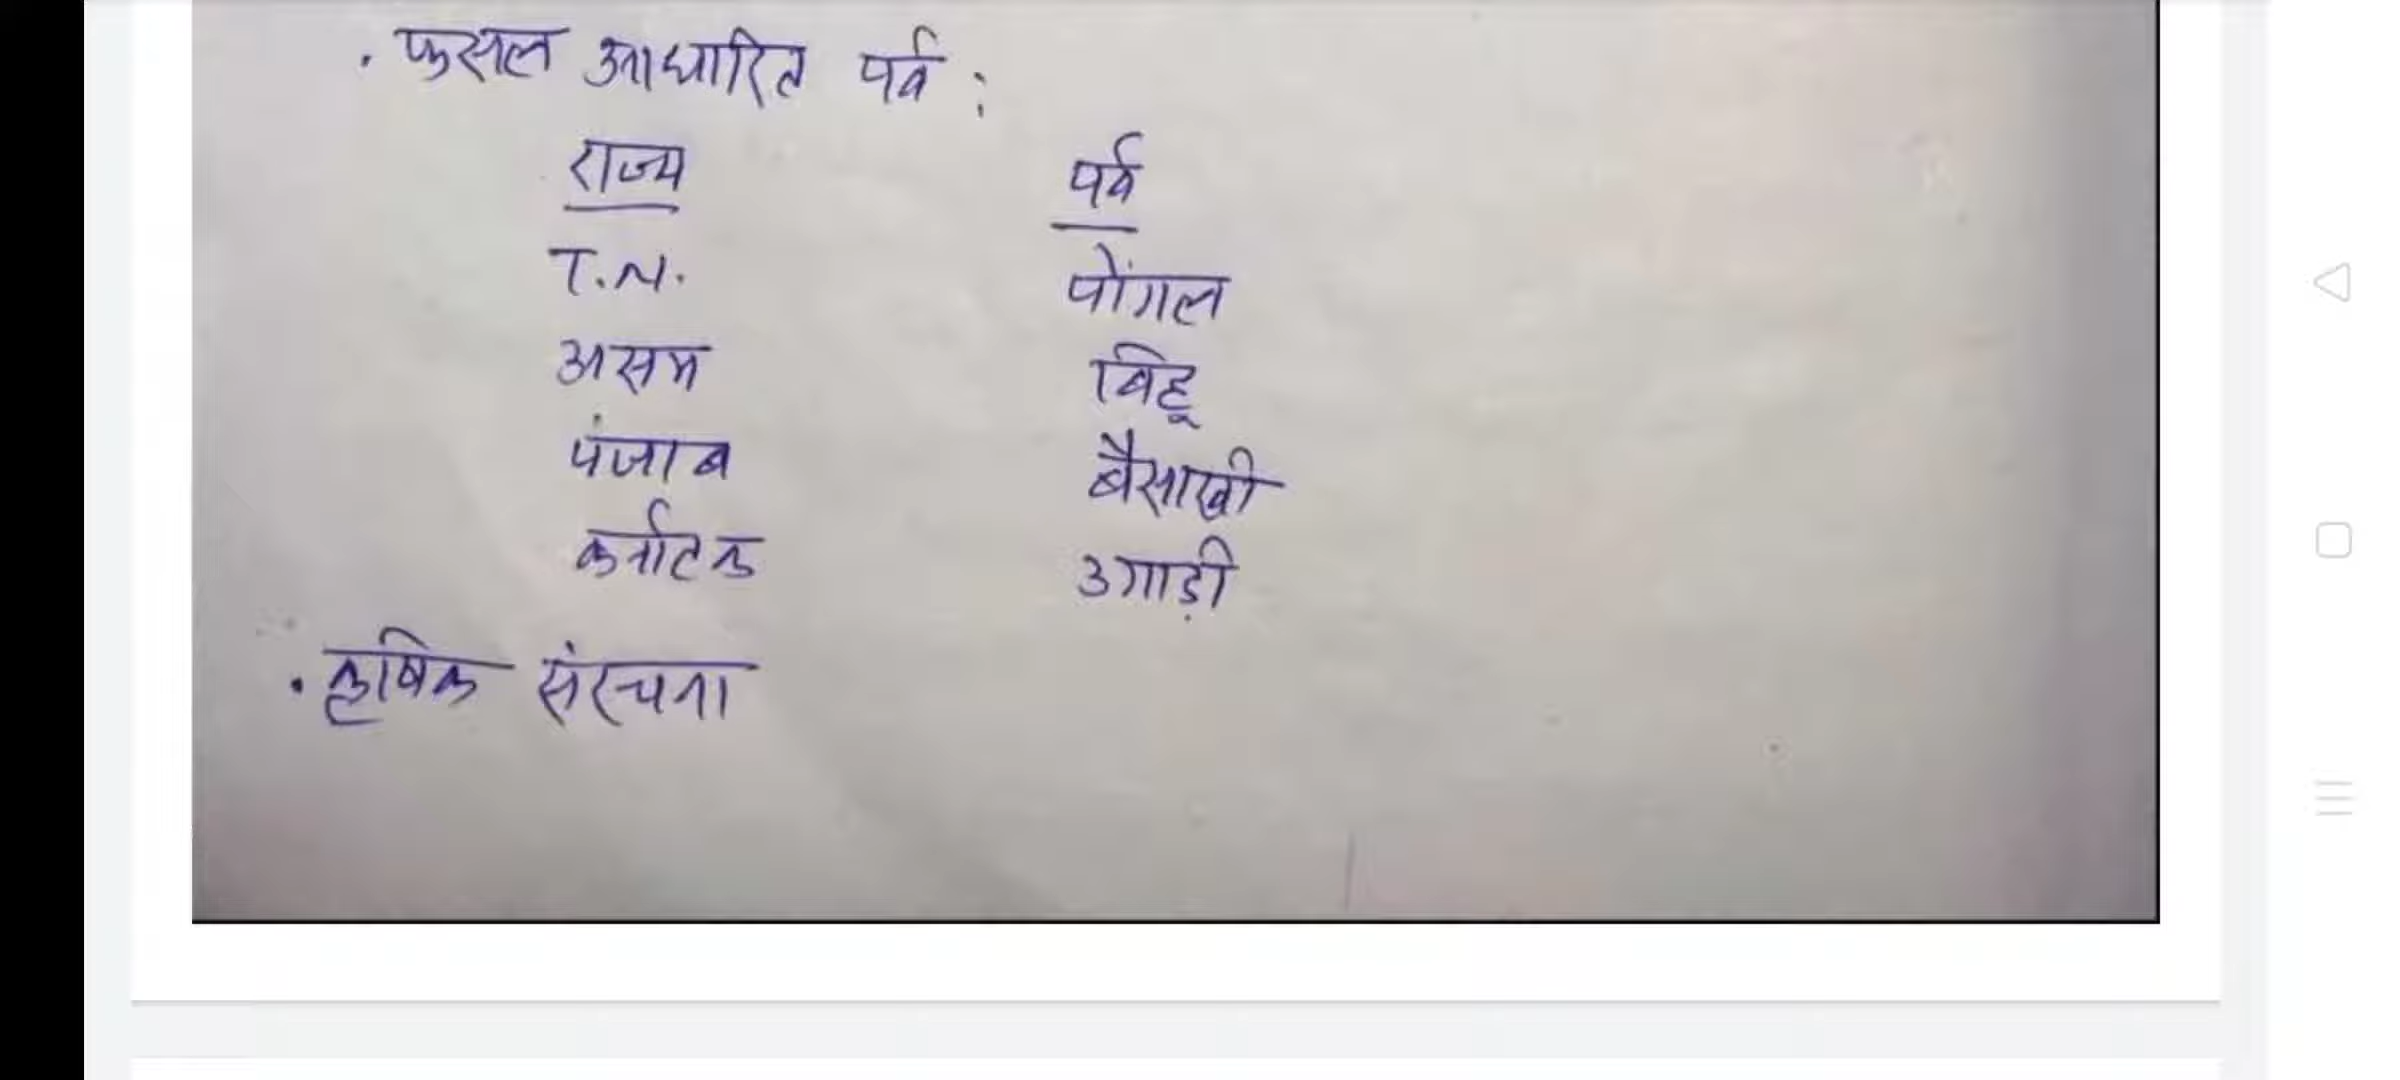 . फसल आधारित पर्व :
राज्य पर्व
T.N. पोंगल
असम बिहू
पंजाब बैसाखी
कर्नाटक उगाड़ी
. कृषिक संरचना